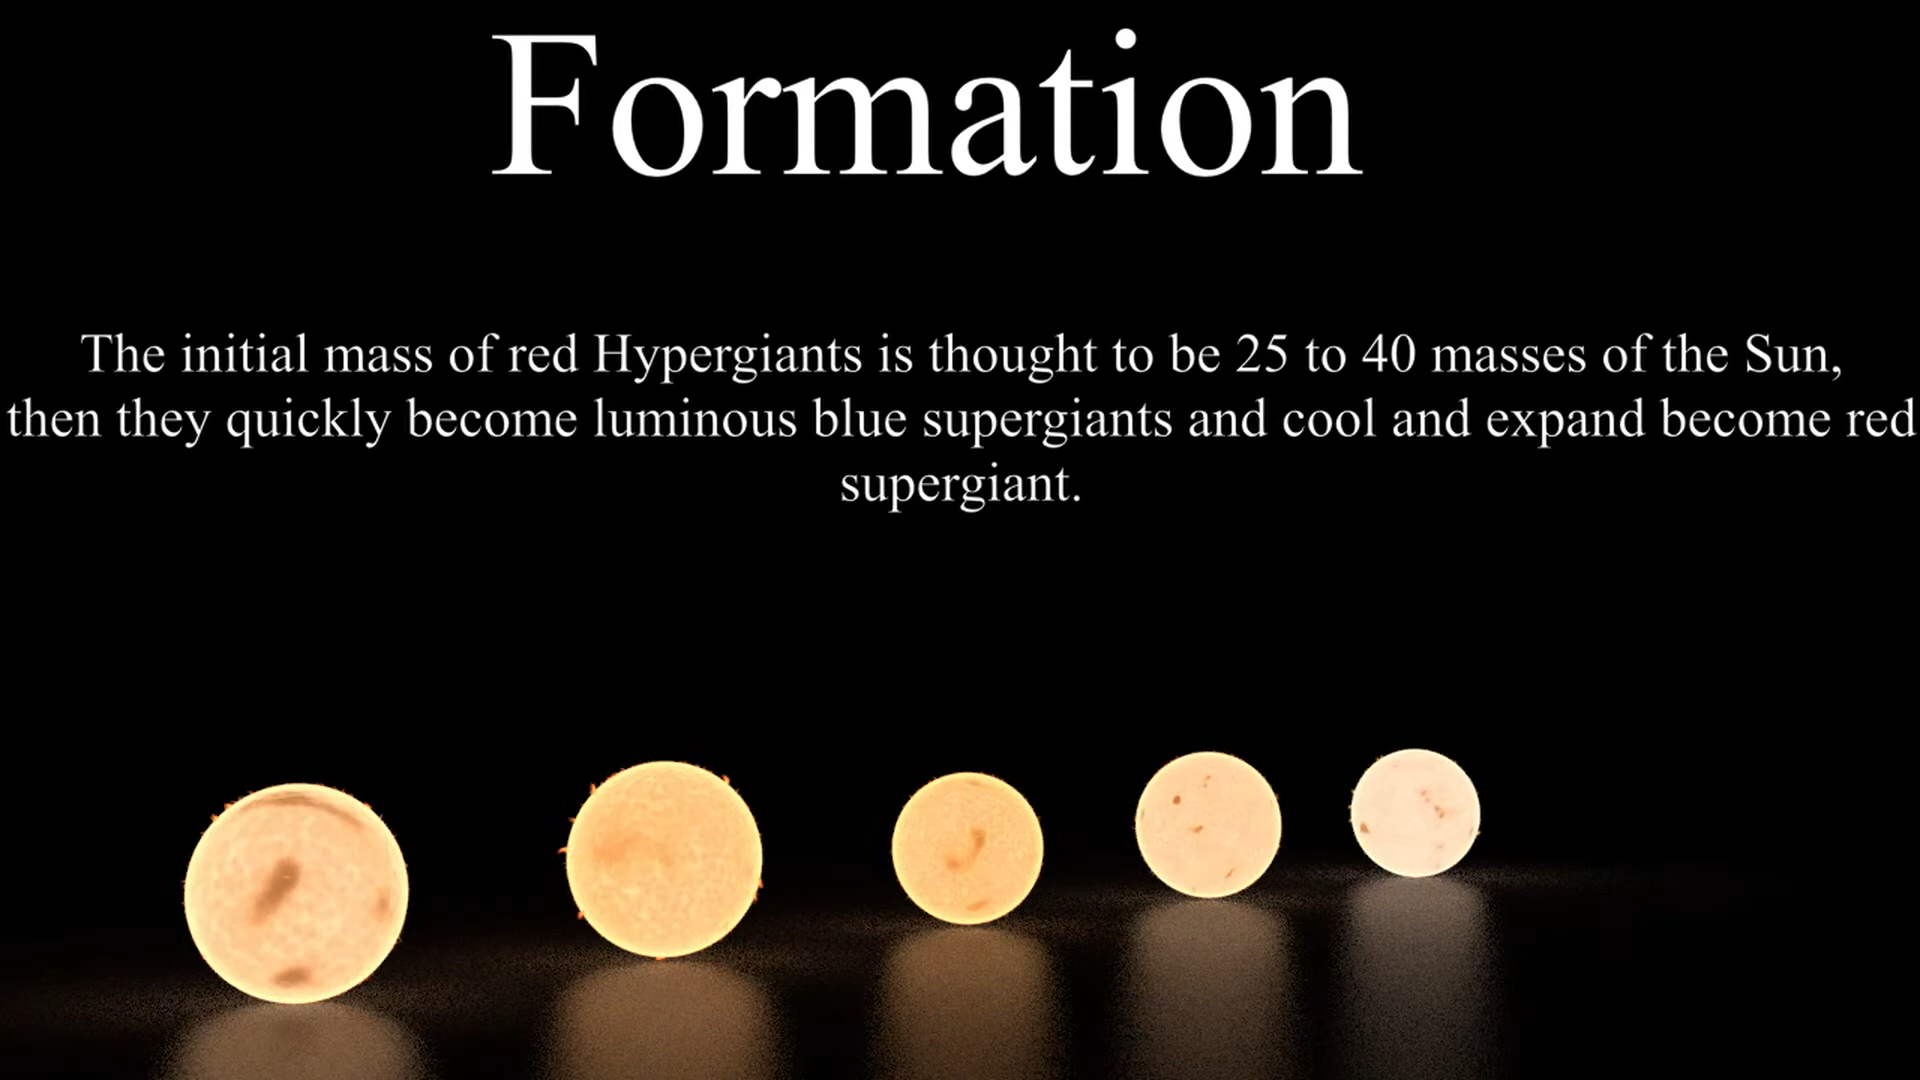 Formation
The initial mass of red Hypergiants is thought to be 25 to 40 masses of the Sun,
then they quickly become luminous blue supergiants and cool and expand become red
supergiant.